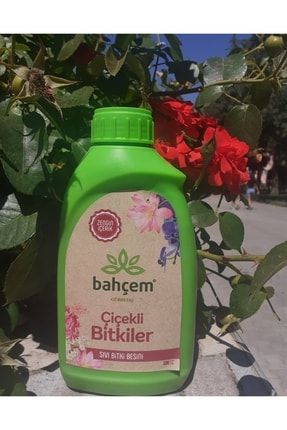 ZENGİN
İÇERİK
bahçem®
Çiçekli
Bitkiler
SIVI BİTKİ BESİNİ